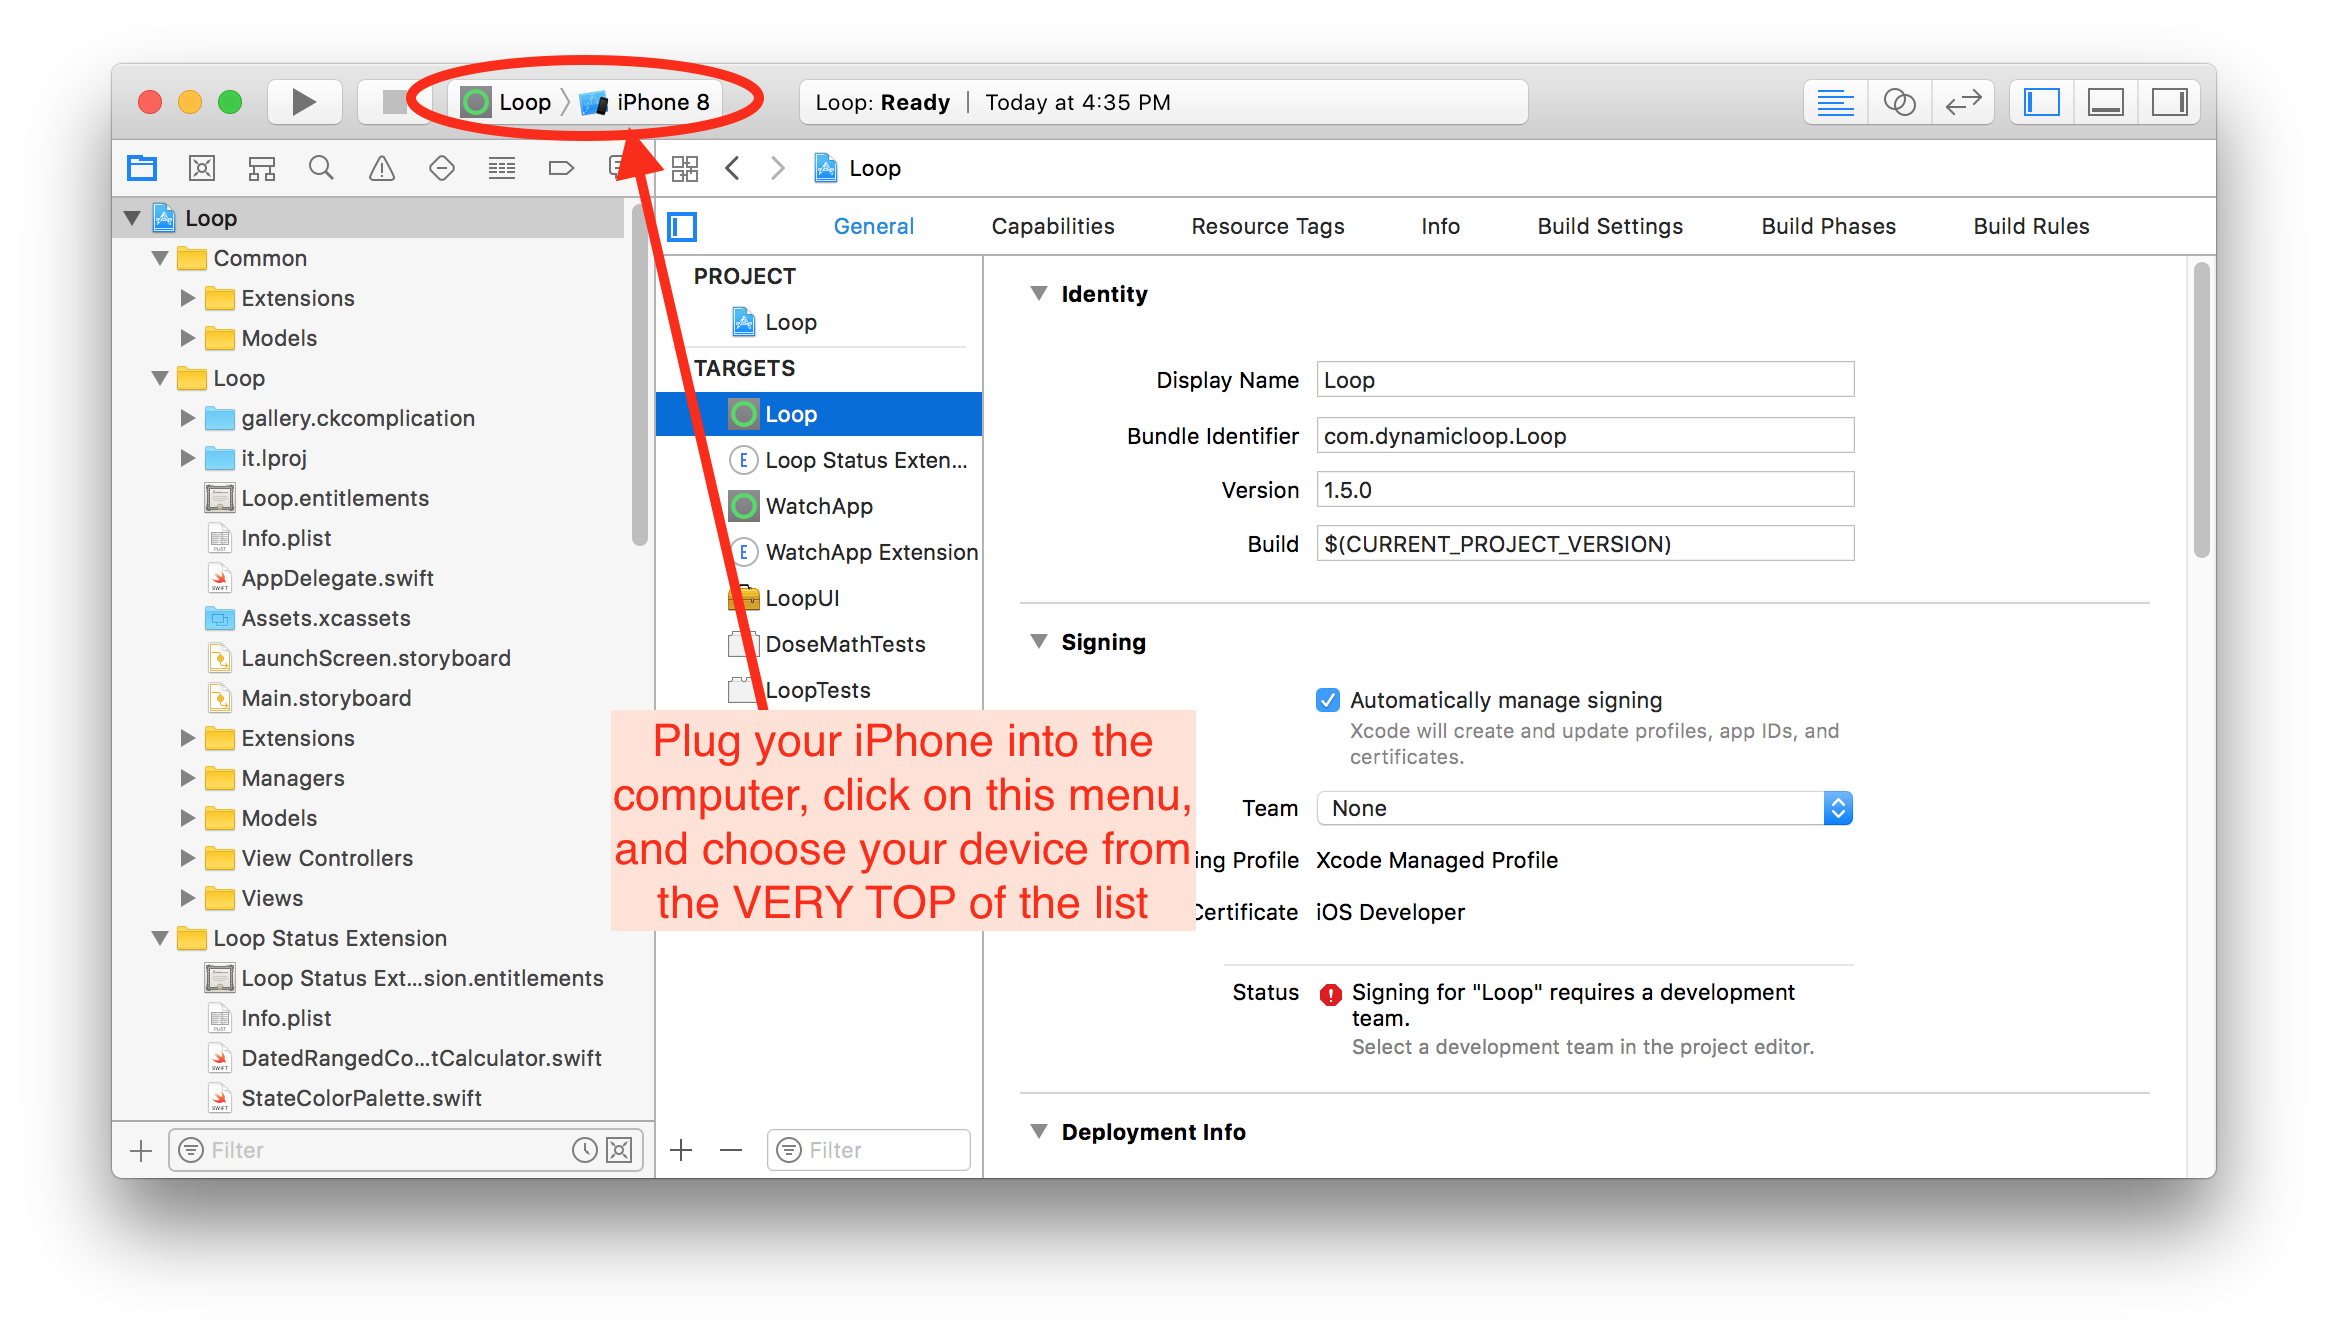 Loop iPhone 8
Loop: Ready | Today at 4:35 PM
Loop
General Capabilities Resource Tags Info Build Settings Build Phases Build Rules
Loop
Common
Extensions
Models
Loop
gallery.ckcomplication
it.lproj
Loop.entitlements
Info.plist
AppDelegate.swift
Assets.xcassets
LaunchScreen.storyboard
Main.storyboard
Extensions
Managers
Models
View Controllers
Views
Loop Status Extension
Loop Status Ext...sion.entitlements
Info.plist
DatedRangedCo...tCalculator.swift
StateColorPalette.swift
Filter
PROJECT
Loop
TARGETS
Loop
Loop Status Exten...
WatchApp
WatchApp Extension
LoopUI
DoseMathTests
LoopTests
Filter
Plug your iPhone into the
computer, click on this menu,
and choose your device from
the VERY TOP of the list
Identity
Display Name Loop
Bundle Identifier com.dynamicloop.Loop
Version 1.5.0
Build $(CURRENT_PROJECT_VERSION)
Signing
Automatically manage signing
Xcode will create and update profiles, app IDs, and
certificates.
Team None
ing Profile Xcode Managed Profile
Certificate iOS Developer
Status Signing for "Loop" requires a development
team.
Select a development team in the project editor.
Deployment Info